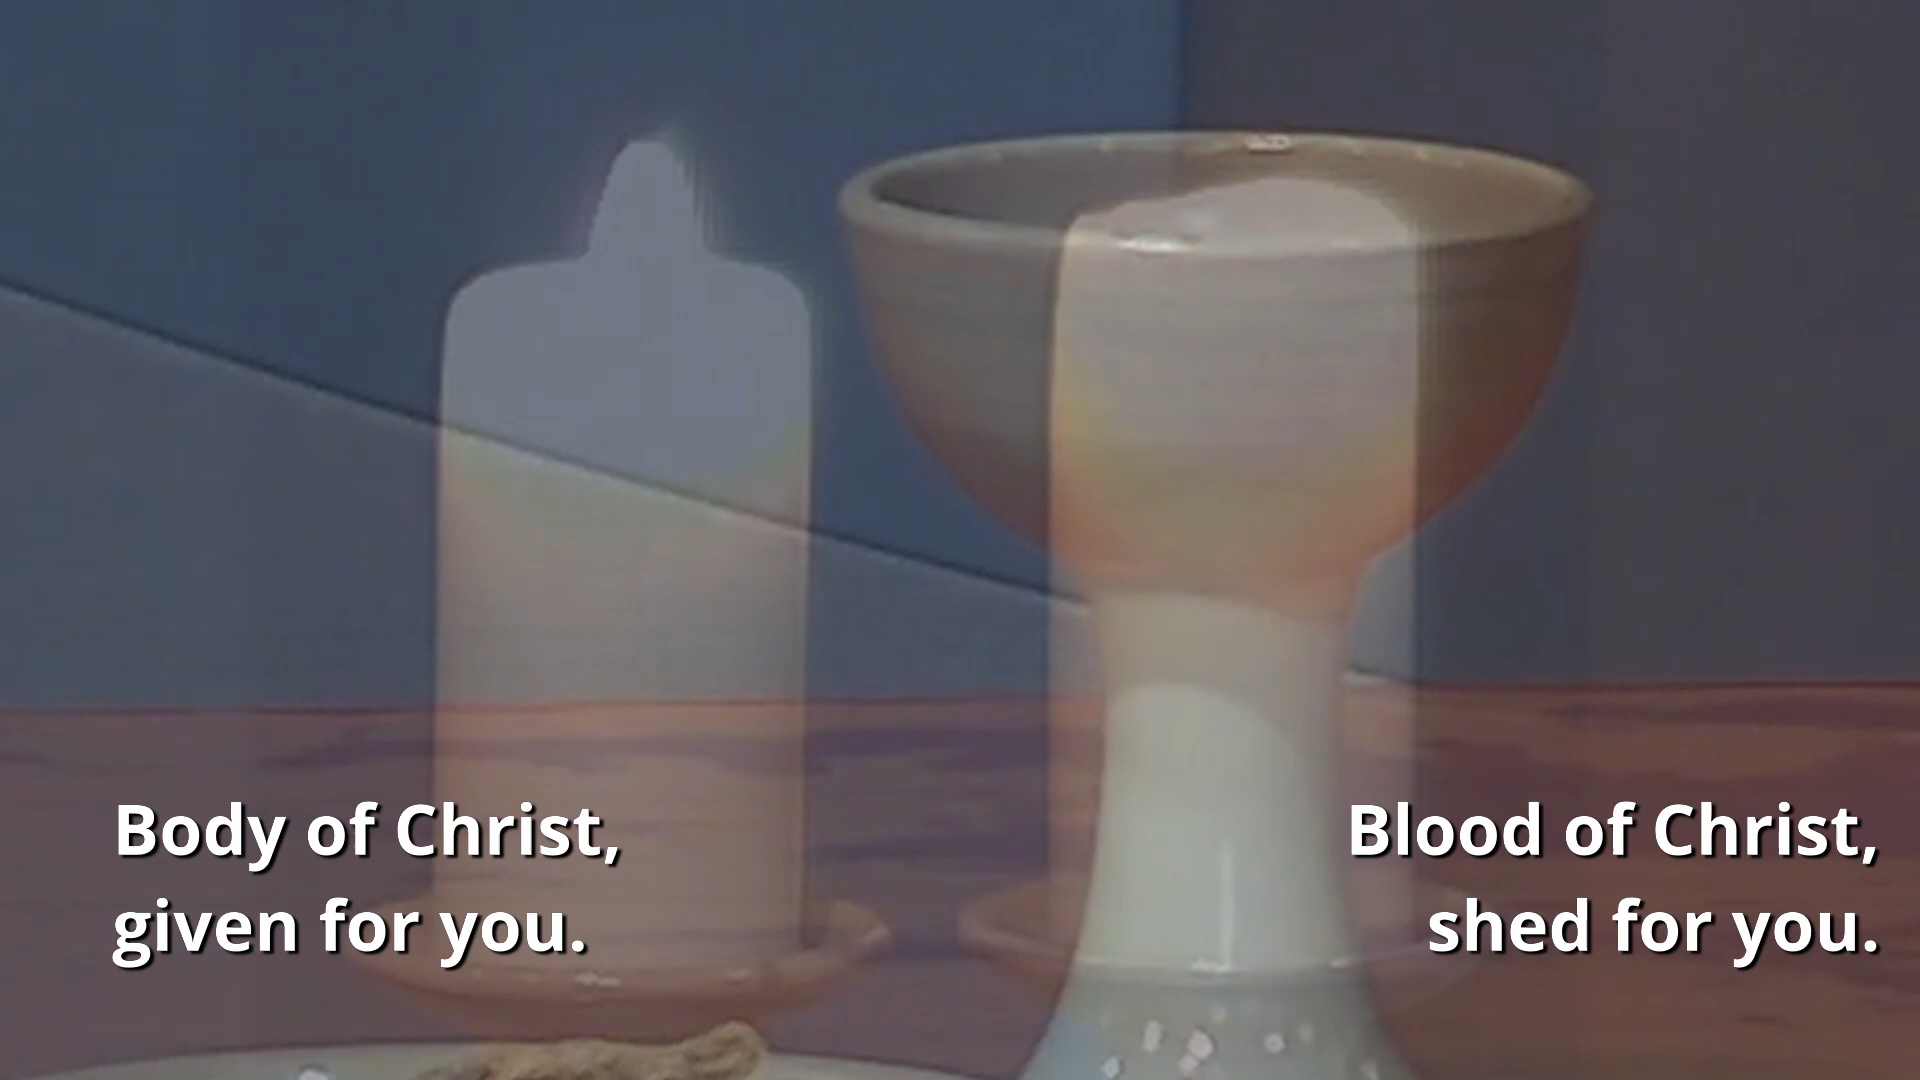 Body of Christ,
given for you.
Blood of Christ,
shed for you.